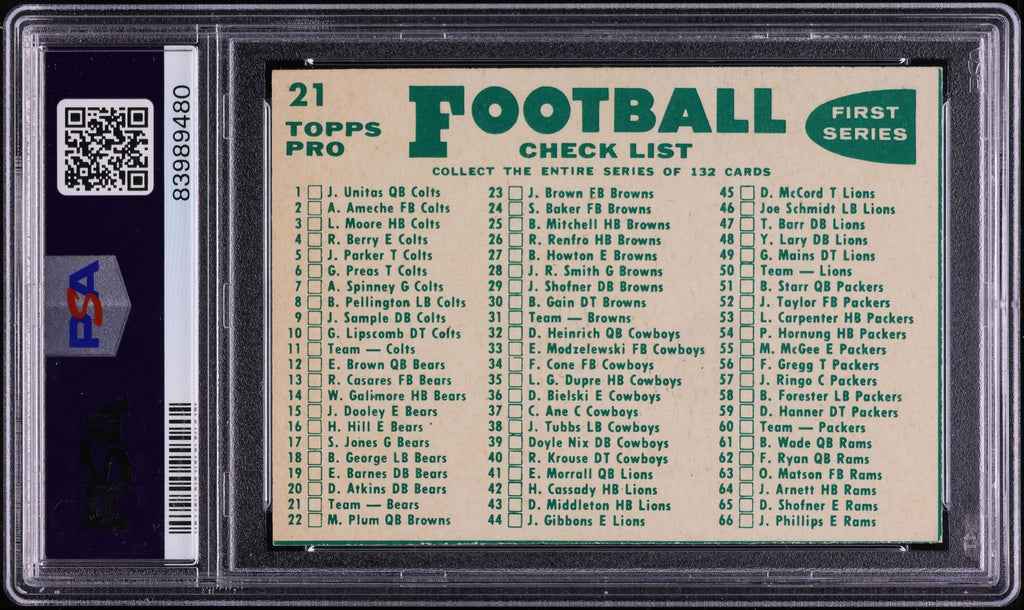 21
TOPPS
PRO
FOOTBALL
CHECK LIST
FIRST
SERIES
COLLECT THE ENTIRE SERIES OF 132 CARDS
1 J. Unitas QB Colts
2 A. Ameche FB Colts
3 L. Moore HB Colts
4 R. Berry E Colts
5 J. Parker T Colts
6 G. Preas T Colts
7 A. Spinney G Colts
8 B. Pellington LB Colts
9 J. Sample DB Colts
10 G. Lipscomb DT Colts
11 Team — Colts
12 E. Brown QB Bears
13 R. Casares FB Bears
14 W. Galimore HB Bears
15 J. Dooley E Bears
16 H. Hill E Bears
17 S. Jones G Bears
18 B. George LB Bears
19 E. Barnes DB Bears
20 D. Atkins DB Bears
21 Team — Bears
22 M. Plum QB Browns
23 J. Brown FB Browns
24 S. Baker FB Browns
25 B. Mitchell HB Browns
26 R. Renfro HB Browns
27 B. Howton E Browns
28 J. R. Smith G Browns
29 J. Shofner DB Browns
30 B. Gain DT Browns
31 Team — Browns
32 D. Heinrich QB Cowboys
33 E. Modzelewski FB Cowboys
34 F. Cone FB Cowboys
35 L. G. Dupre HB Cowboys
36 D. Bielski E Cowboys
37 C. Ane C Cowboys
38 J. Tubbs LB Cowboys
39 Doyle Nix DB Cowboys
40 R. Krouse DT Cowboys
41 E. Morrall QB Lions
42 H. Cassady HB Lions
43 D. Middleton HB Lions
44 J. Gibbons E Lions
45 D. McCord T Lions
46 Joe Schmidt LB Lions
47 T. Barr DB Lions
48 Y. Lary DB Lions
49 G. Mains DT Lions
50 Team — Lions
51 B. Starr QB Packers
52 J. Taylor FB Packers
53 L. Carpenter HB Packers
54 P. Hornung HB Packers
55 M. McGee E Packers
56 F. Gregg T Packers
57 J. Ringo C Packers
58 B. Forester LB Packers
59 D. Hanner DT Packers
60 Team — Packers
61 B. Wade QB Rams
62 F. Ryan QB Rams
63 O. Matson FB Rams
64 J. Arnett HB Rams
65 D. Shofner E Rams
66 J. Phillips E Rams
83989480
PSA
PSA